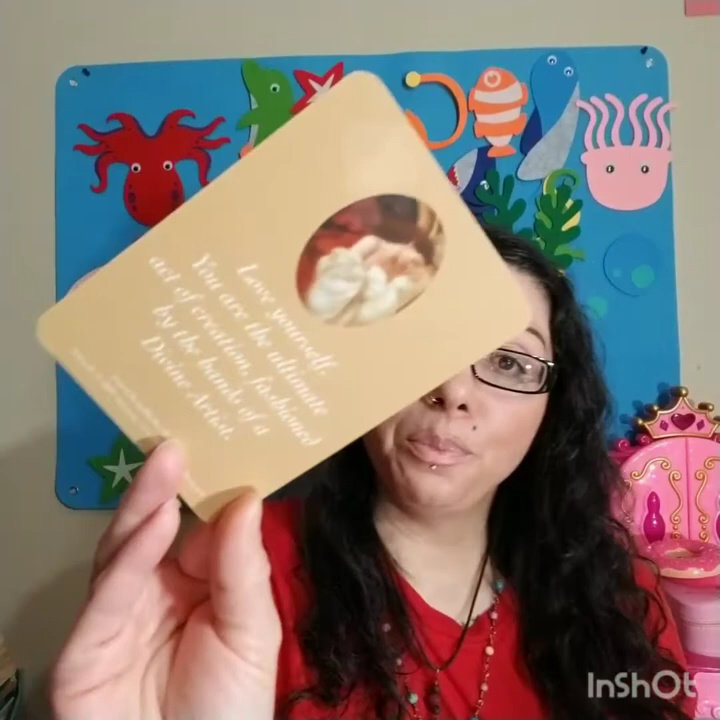 Love yourself.
You are the ultimate
act of creation, fashioned
by the hands of a
Divine Artist.
InShOt